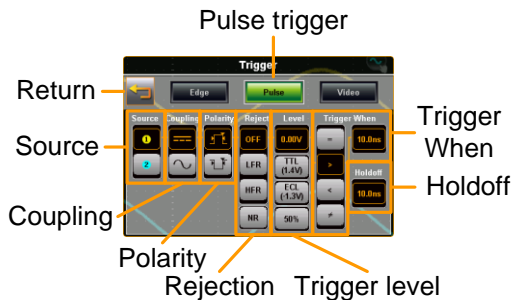 Pulse trigger
Trigger
Return
Edge
Pulse
Video
Source Coupling Polarity Reject Level Trigger When
Trigger
When
Source
1
OFF
0.00V
=
10.0ns
2
LFR
TTL
(1.4V)
>
Holdoff
Holdoff
HFR
ECL
(-1.3V)
<
10.0ns
Coupling
NR
50%
≠
Polarity
Rejection
Trigger level